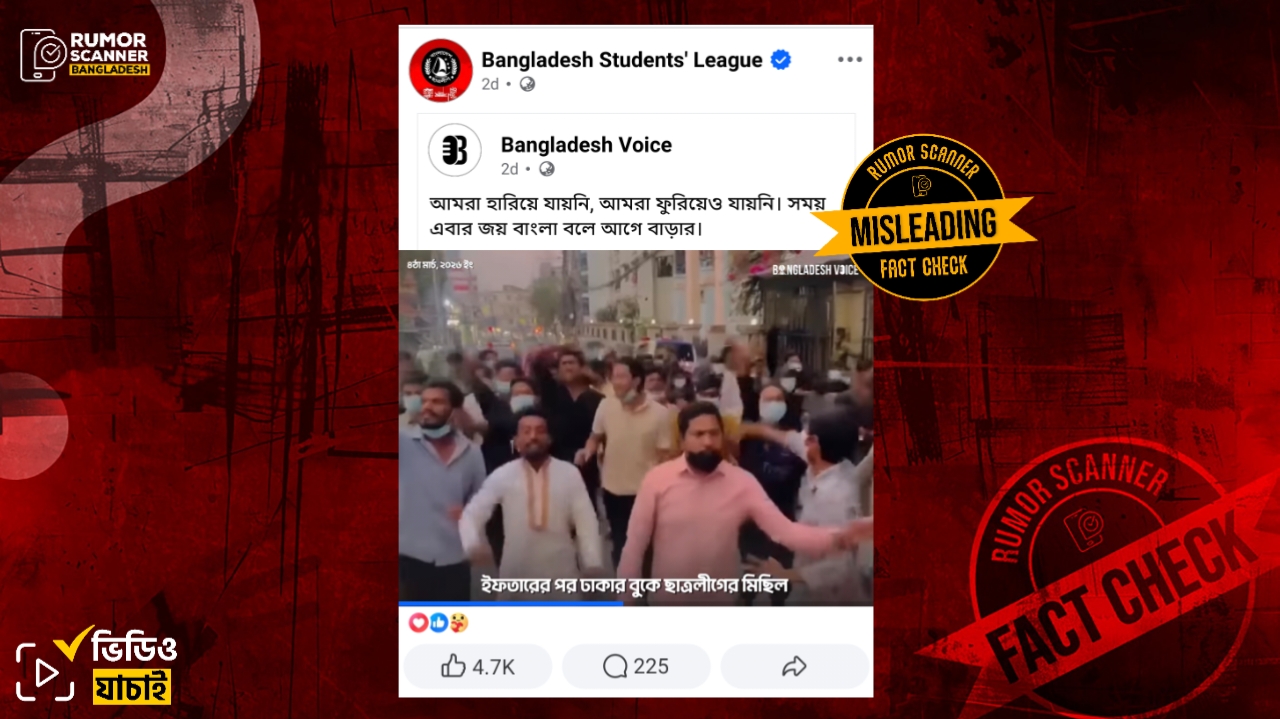 RUMOR
SCANNER
BANGLADESH
Bangladesh Students' League
2d
Bangladesh Voice
2d
আমরা হারিয়ে যায়নি, আমরা ফুরিয়েও যায়নি। সময়
এবার জয় বাংলা বলে আগে বাড়ার।
RUMOR SCANNER
MISLEADING
FACT CHECK
৪ঠা মার্চ, ২০২৬ ইং
BANGLADESH VOICE
ইফতারের পর ঢাকার বুকে ছাত্রলীগের মিছিল
4.7K
225
RUMOR SCANNER
FACT CHECK
ভিডিও
যাচাই